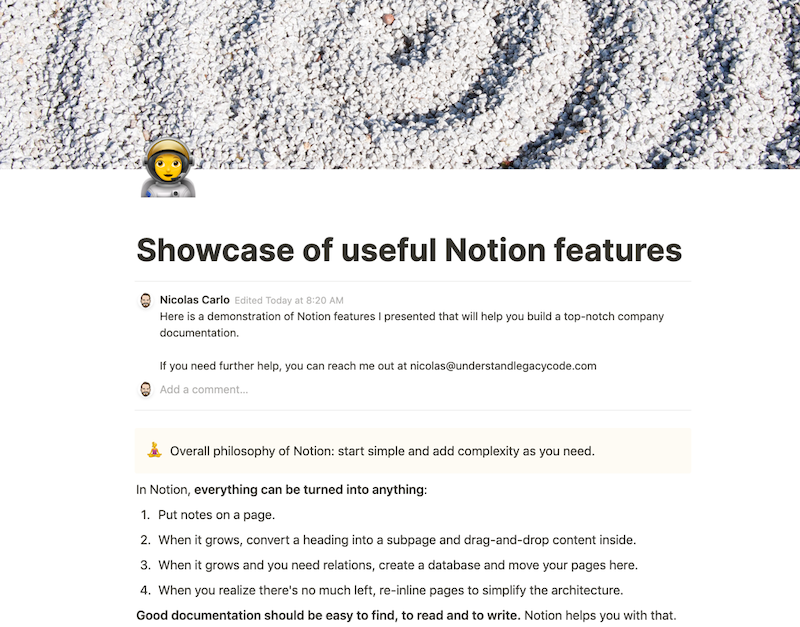 Showcase of useful Notion features
Nicolas Carlo Edited Today at 8:20 AM
Here is a demonstration of Notion features I presented that will help you build a top-notch company
documentation.
If you need further help, you can reach me out at nicolas@understandlegacycode.com
Add a comment...
Overall philosophy of Notion: start simple and add complexity as you need.
In Notion, everything can be turned into anything:
1. Put notes on a page.
2. When it grows, convert a heading into a subpage and drag-and-drop content inside.
3. When it grows and you need relations, create a database and move your pages here.
4. When you realize there's no much left, re-inline pages to simplify the architecture.
Good documentation should be easy to find, to read and to write. Notion helps you with that.